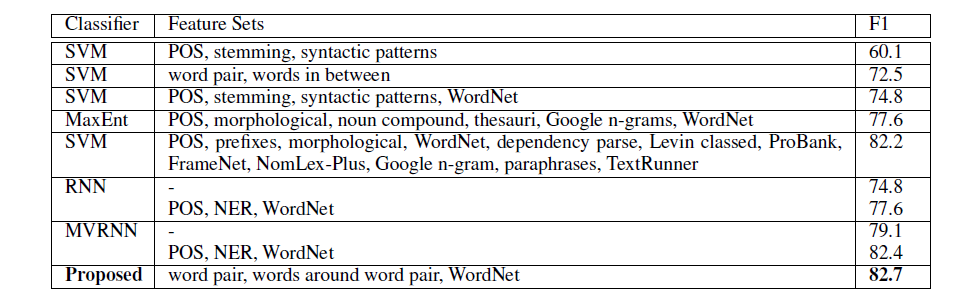 Classifier Feature Sets F1
SVM POS, stemming, syntactic patterns 60.1
SVM word pair, words in between 72.5
SVM POS, stemming, syntactic patterns, WordNet 74.8
MaxEnt POS, morphological, noun compound, thesauri, Google n-grams, WordNet 77.6
SVM POS, prefixes, morphological, WordNet, dependency parse, Levin classed, ProBank, 82.2
FrameNet, NomLex-Plus, Google n-gram, paraphrases, TextRunner
RNN - 74.8
POS, NER, WordNet 77.6
MVRNN - 79.1
POS, NER, WordNet 82.4
Proposed word pair, words around word pair, WordNet 82.7